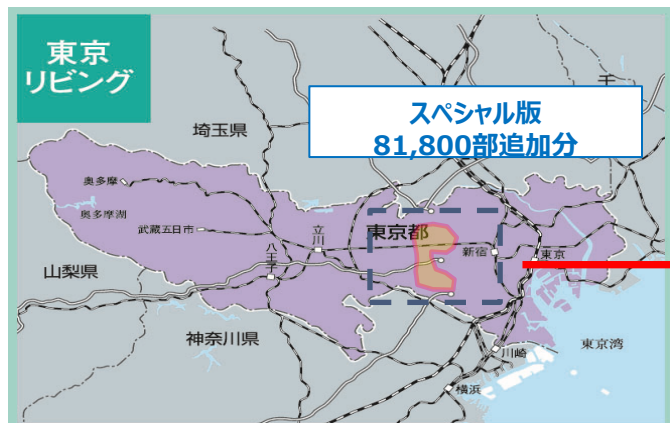 東京
リビング
スペシャル版
81,800部追加分
千
埼玉県
奥多摩
奥多摩湖
武蔵五日市
立川
八王子
東京都
新宿
東京
山梨県
神奈川県
川崎
横浜
東京湾